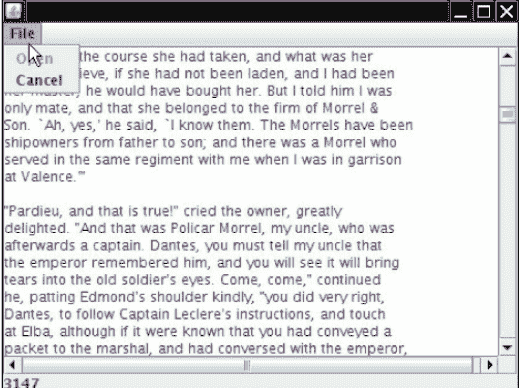 File
Open
Cancel
the course she had taken, and what was her
ieve, if she had not been laden, and I had been
her master, he would have bought her. But I told him I was
only mate, and that she belonged to the firm of Morrel &
Son. `Ah, yes,' he said, `I know them. The Morrels have been
shipowners from father to son; and there was a Morrel who
served in the same regiment with me when I was in garrison
at Valence.'"
"Pardieu, and that is true!" cried the owner, greatly
delighted. "And that was Policar Morrel, my uncle, who was
afterwards a captain. Dantes, you must tell my uncle that
the emperor remembered him, and you will see it will bring
tears into the old soldier's eyes. Come, come," continued
he, patting Edmond's shoulder kindly, "you did very right,
Dantes, to follow Captain Leclere's instructions, and touch
at Elba, although if it were known that you had conveyed a
packet to the marshal, and had conversed with the emperor,
3147